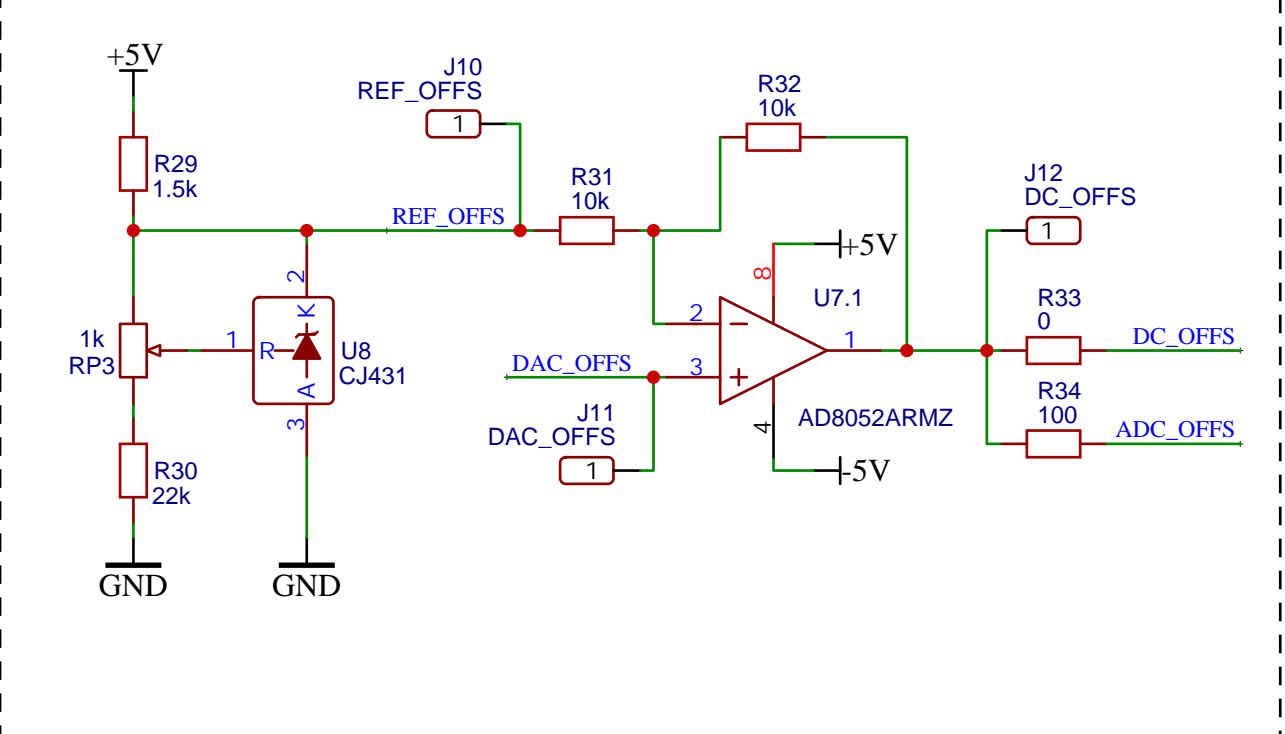 +5V
J10
REF_OFFS
1
R32
10k
R29
1.5k
R31
10k
J12
DC_OFFS
1
REF_OFFS
+5V
8
2
K
U7.1
R33
0
2
1k
RP3
1
R
U8
CJ431
A
3
DAC_OFFS
3
1
DC_OFFS
J11
DAC_OFFS
1
4
AD8052ARMZ
R34
100
ADC_OFFS
-5V
R30
22k
GND
GND